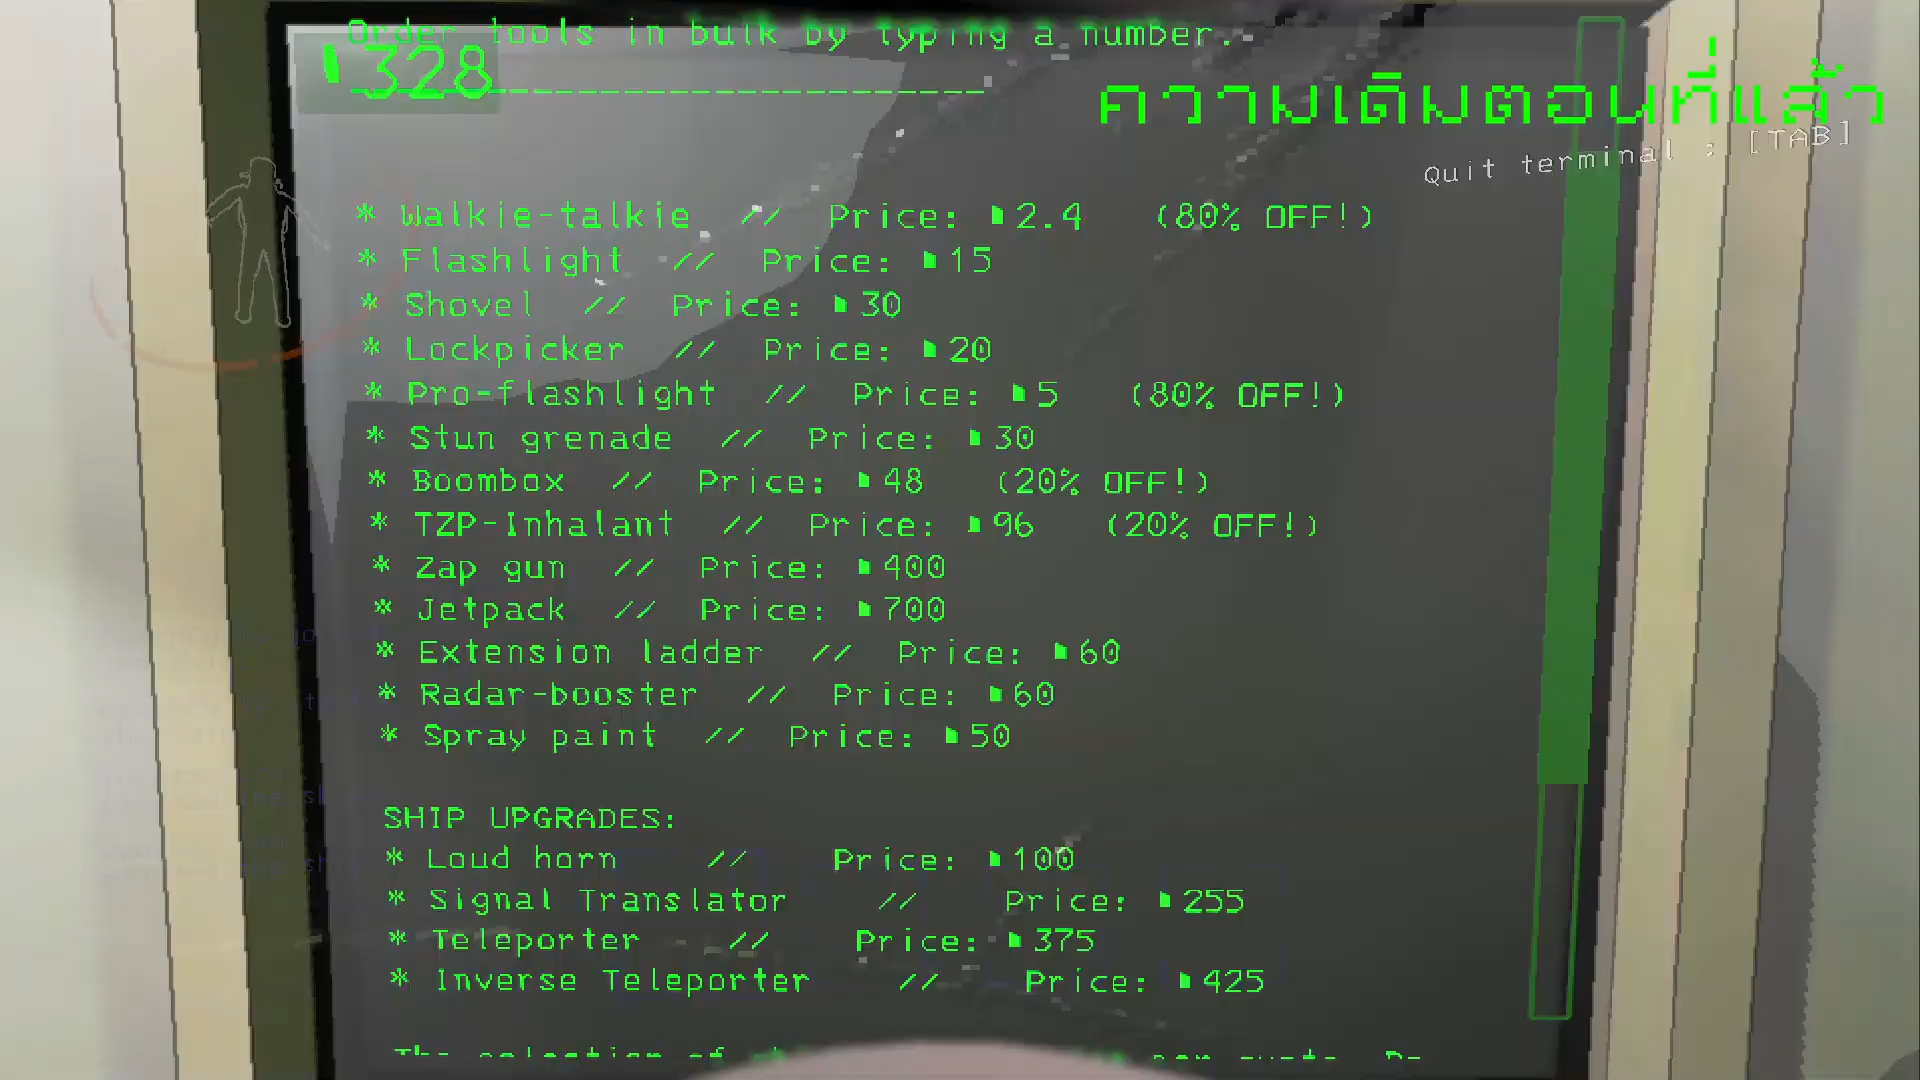 Order tools in bulk by typing a number.
328
ความเดิมตอนที่แล้ว
Quit terminal : [TAB]
* Walkie-talkie // Price: 2.4 (80% OFF!)
* Flashlight // Price: 15
* Shovel // Price: 30
* Lockpicker // Price: 20
* Pro-flashlight // Price: 5 (80% OFF!)
* Stun grenade // Price: 30
* Boombox // Price: 48 (20% OFF!)
* TZP-Inhalant // Price: 96 (20% OFF!)
* Zap gun // Price: 400
* Jetpack // Price: 700
* Extension ladder // Price: 60
* Radar-booster // Price: 60
* Spray paint // Price: 50
SHIP UPGRADES:
* Loud horn // Price: 100
* Signal Translator // Price: 255
* Teleporter // Price: 375
* Inverse Teleporter // Price: 425
The selection of